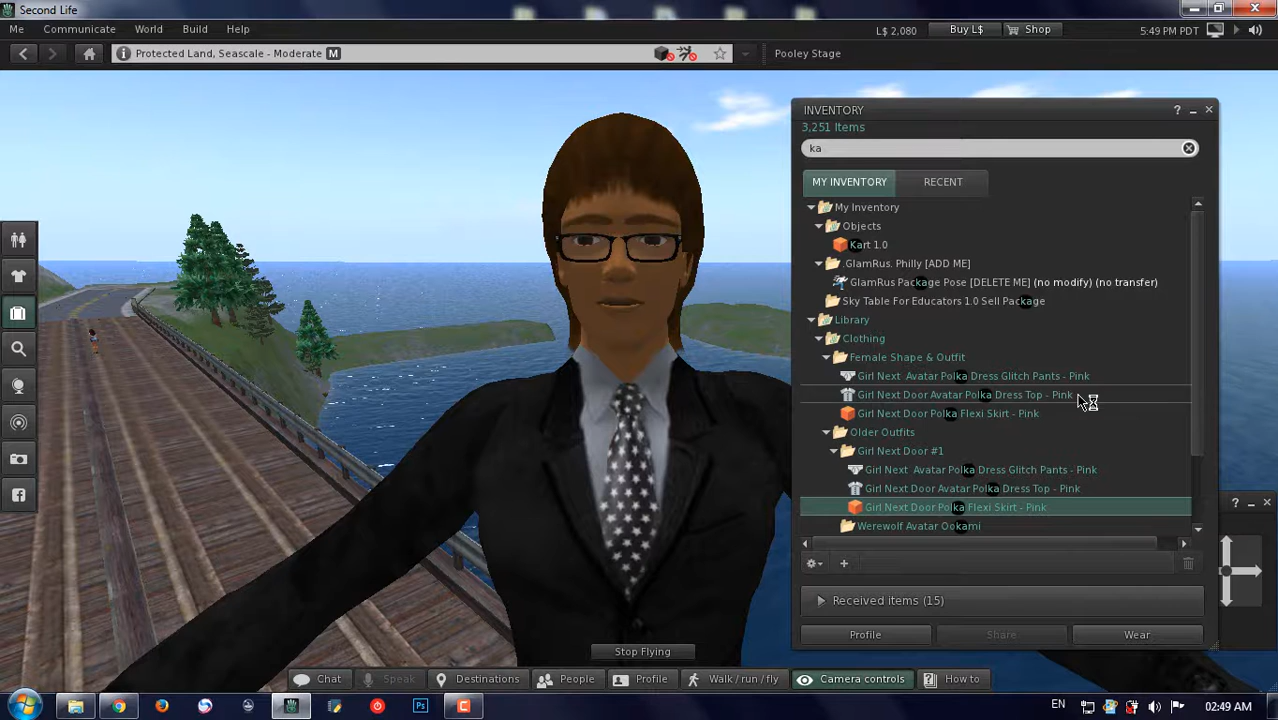 Second Life
Me Communicate World Build Help
L$ 2,080 Buy L$ Shop 5:49 PM PDT
Protected Land, Seascale - Moderate M
Pooley Stage
INVENTORY ?
3,251 Items
ka
MY INVENTORY RECENT
My Inventory
Objects
Kart 1.0
.GlamRus. Philly [ADD ME]
GlamRus Package Pose [DELETE ME] (no modify) (no transfer)
Sky Table For Educators 1.0 Sell Package
Library
Clothing
Female Shape & Outfit
Girl Next  Avatar Polka Dress Glitch Pants - Pink
Girl Next Door Avatar Polka Dress Top - Pink
Girl Next Door Polka Flexi Skirt - Pink
Older Outfits
Girl Next Door #1
Girl Next  Avatar Polka Dress Glitch Pants - Pink
Girl Next Door Avatar Polka Dress Top - Pink
Girl Next Door Polka Flexi Skirt - Pink
Werewolf Avatar Ookami
?
Received items (15)
Profile Share Wear
Stop Flying
Chat Speak Destinations People Profile Walk / run / fly Camera controls How to
Ps
EN 02:49 AM